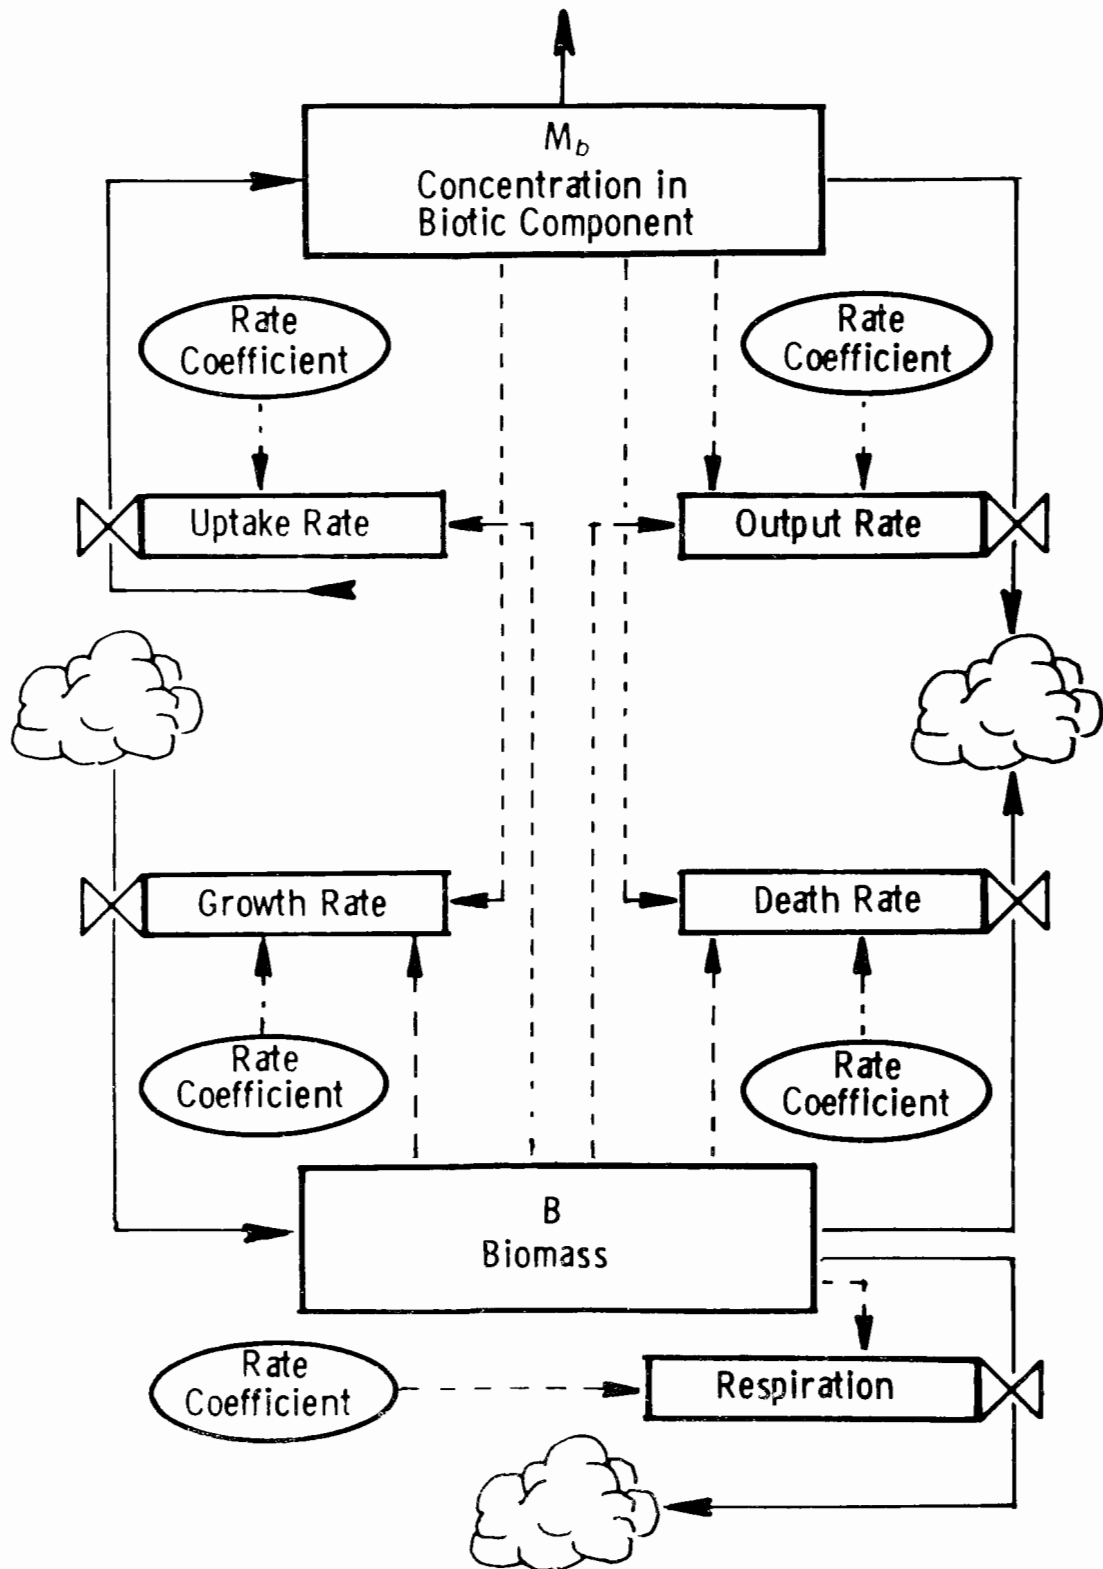 M_b
Concentration in
Biotic Component
Rate
Coefficient
Rate
Coefficient
Uptake Rate
Output Rate
Growth Rate
Death Rate
Rate
Coefficient
Rate
Coefficient
B
Biomass
Rate
Coefficient
Respiration